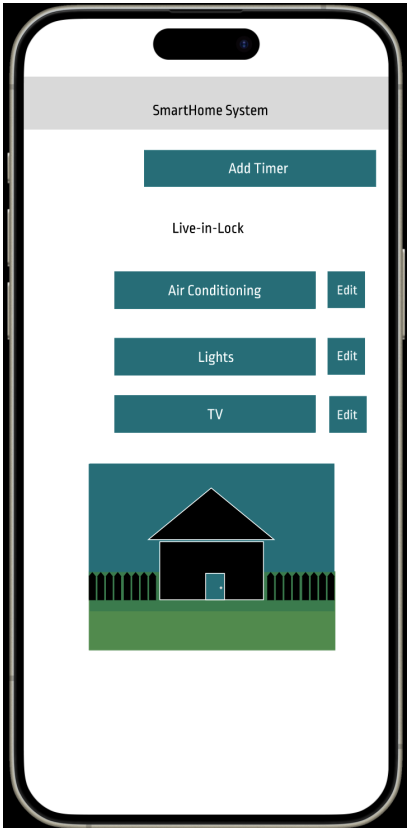 SmartHome System
Add Timer
Live-in-Lock
Air Conditioning
Edit
Lights
Edit
TV
Edit